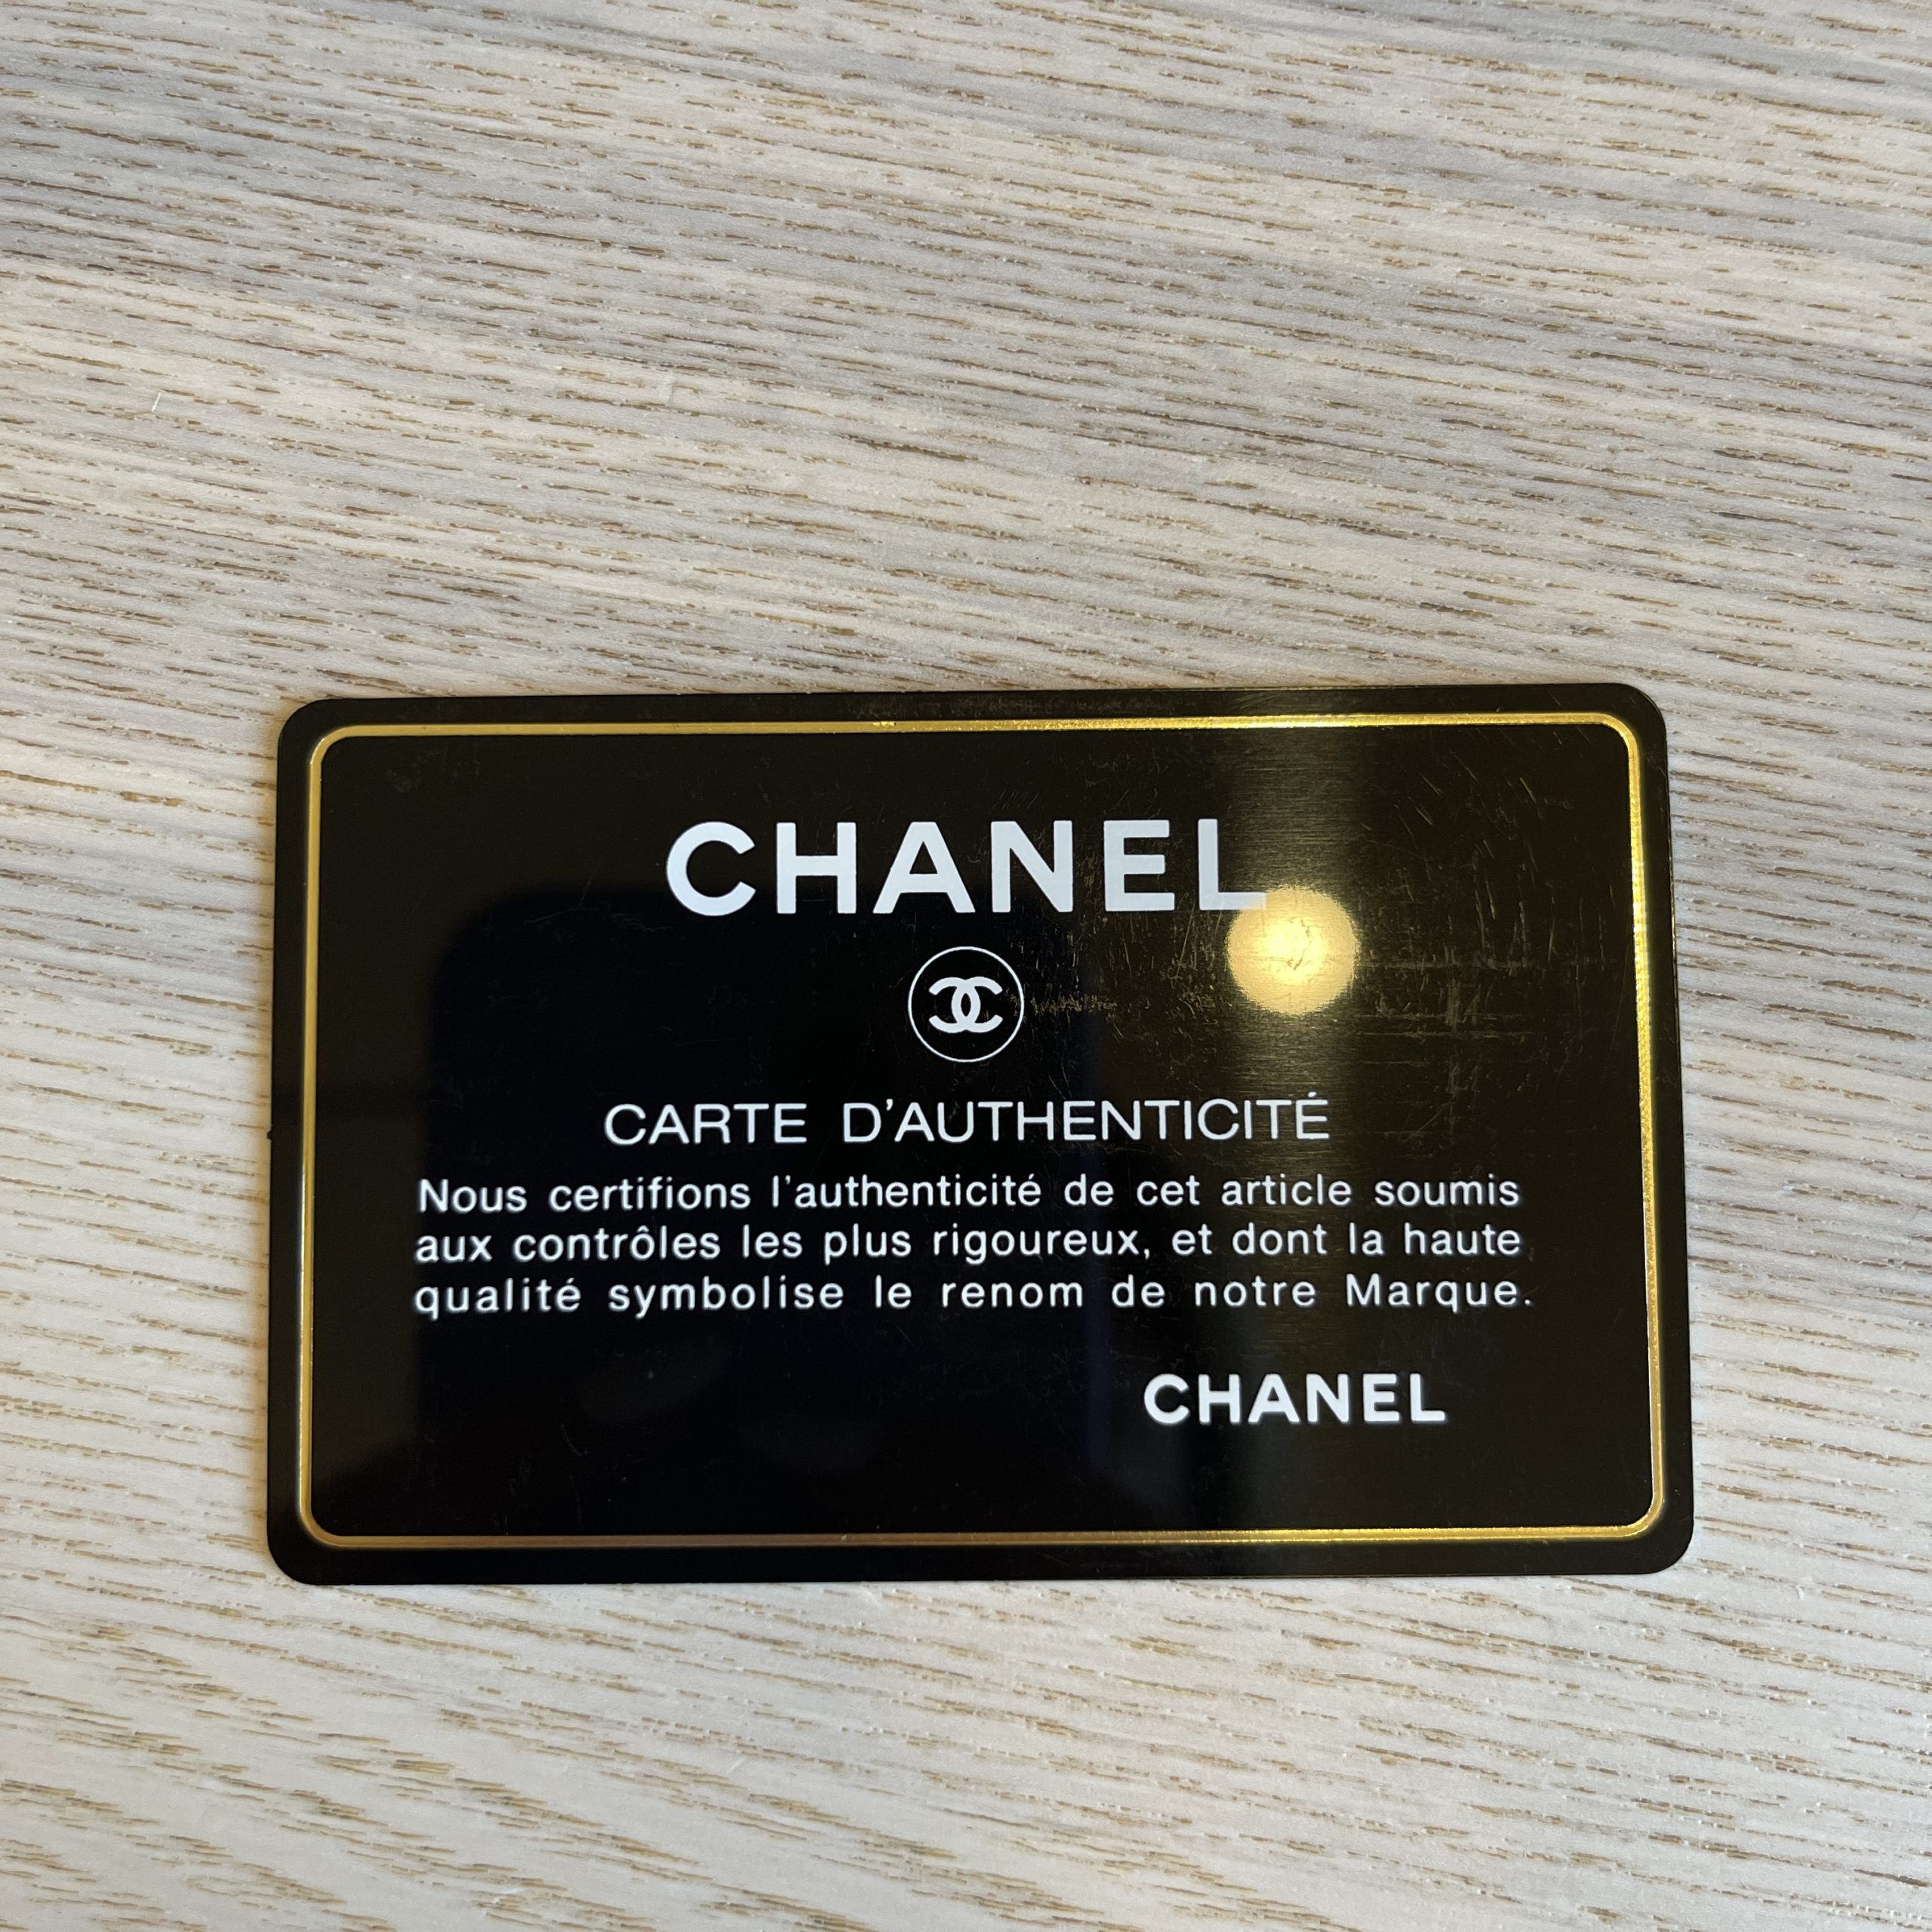 CHANEL
CARTE D'AUTHENTICITÉ
Nous certifions l'authenticité de cet article soumis
aux contrôles les plus rigoureux, et dont la haute
qualité symbolise le renom de notre Marque.
CHANEL